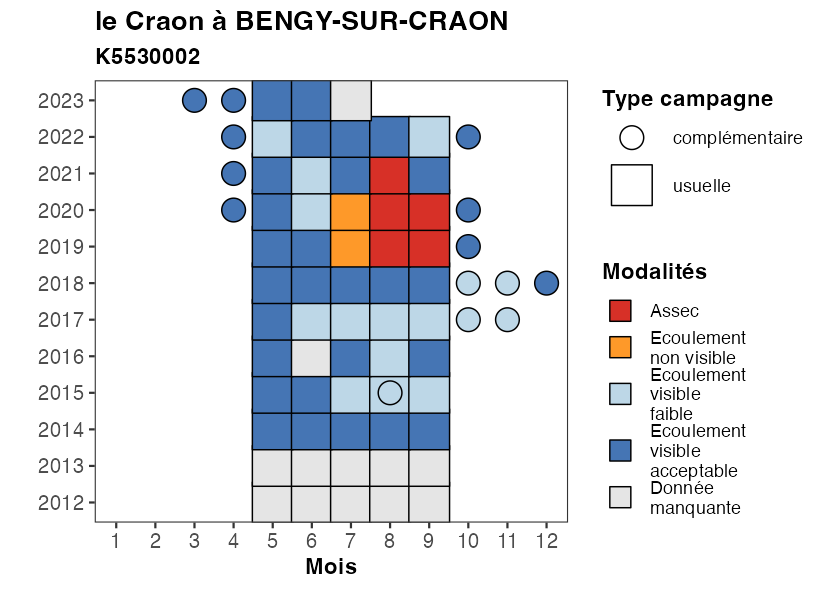 le Craon à BENGY-SUR-CRAON
K5530002
2023
2022
2021
2020
2019
2018
2017
2016
2015
2014
2013
2012
1 2 3 4 5 6 7 8 9 10 11 12
Mois
Type campagne
complémentaire
usuelle
Modalités
Assec
Ecoulement
non visible
Ecoulement
visible
faible
Ecoulement
visible
acceptable
Donnée
manquante